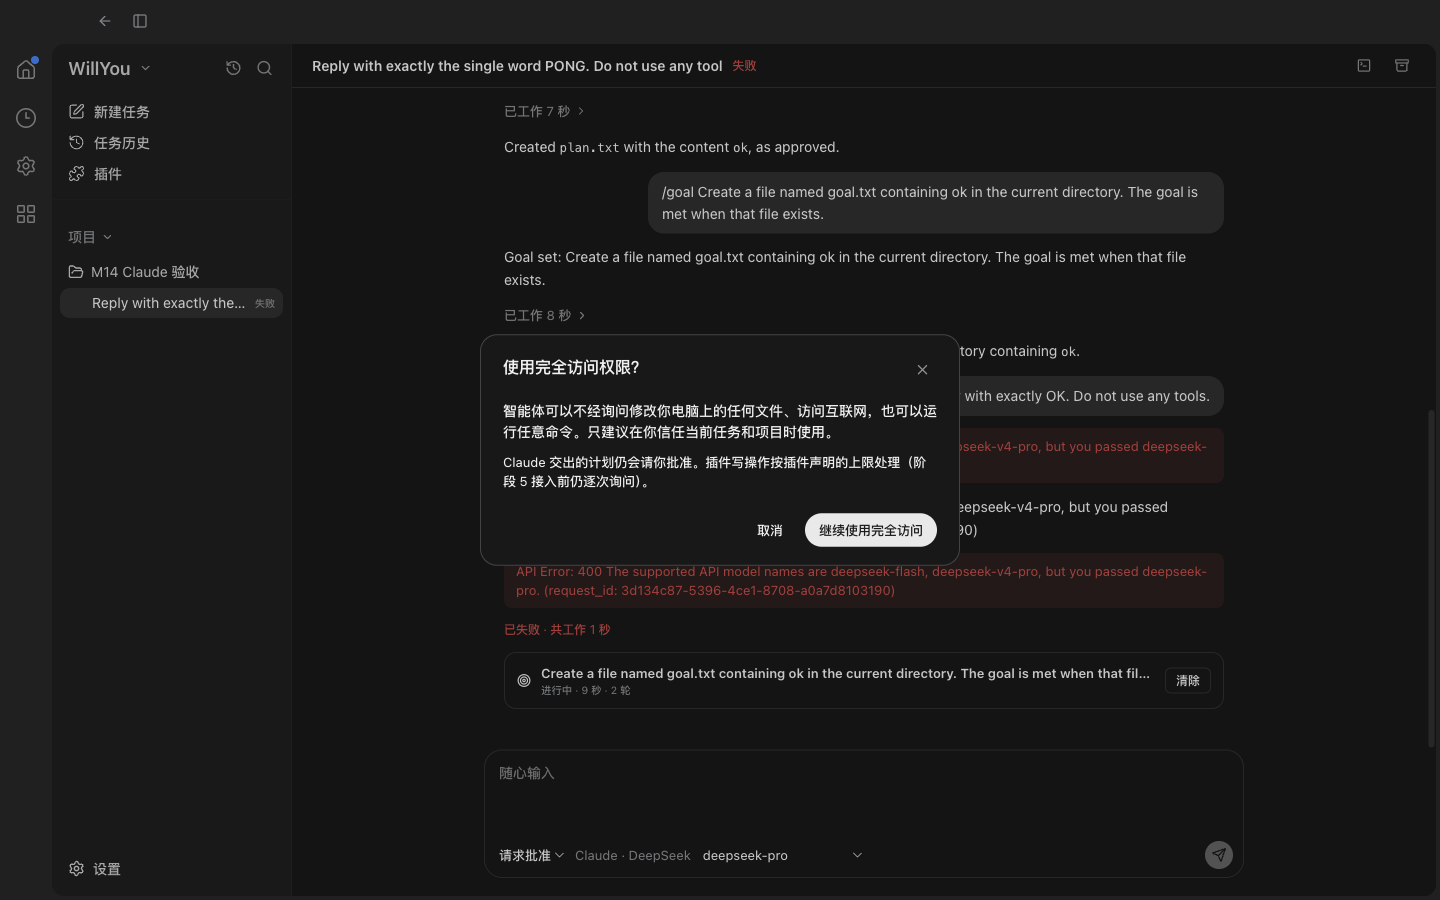 WillYou
新建任务
任务历史
插件
项目
M14 Claude 验收
Reply with exactly the... 失败
设置
Reply with exactly the single word PONG. Do not use any tool 失败
已工作 7 秒
Created plan.txt with the content ok, as approved.
/goal Create a file named goal.txt containing ok in the current directory. The goal is
met when that file exists.
Goal set: Create a file named goal.txt containing ok in the current directory. The goal is met when that file
exists.
已工作 8 秒
tory containing ok.
with exactly OK. Do not use any tools.
seek-v4-pro, but you passed deepseek-
eepseek-v4-pro, but you passed
90)
使用完全访问权限?
智能体可以不经询问修改你电脑上的任何文件、访问互联网，也可以运
行任意命令。只建议在你信任当前任务和项目时使用。
Claude 交出的计划仍会请你批准。插件写操作按插件声明的上限处理（阶
段 5 接入前仍逐次询问）。
取消
继续使用完全访问
API Error: 400 The supported API model names are deepseek-flash, deepseek-v4-pro, but you passed deepseek-
pro. (request_id: 3d134c87-5396-4ce1-8708-a0a7d8103190)
已失败 · 共工作 1 秒
Create a file named goal.txt containing ok in the current directory. The goal is met when that fil...
进行中 · 9 秒 · 2 轮
清除
随心输入
请求批准 Claude · DeepSeek deepseek-pro